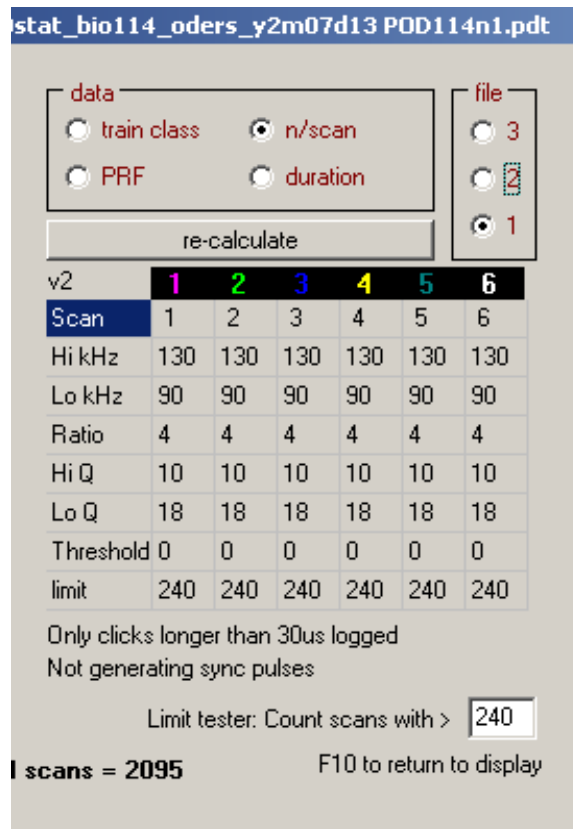 stat_bio114_oders_y2m07d13 POD114n1.pdt
data
file
train class n/scan 3
PRF duration 2
1
re-calculate
v2 1 2 3 4 5 6
Scan 1 2 3 4 5 6
Hi kHz 130 130 130 130 130 130
Lo kHz 90 90 90 90 90 90
Ratio 4 4 4 4 4 4
Hi Q 10 10 10 10 10 10
Lo Q 18 18 18 18 18 18
Threshold 0 0 0 0 0 0
limit 240 240 240 240 240 240
Only clicks longer than 30us logged
Not generating sync pulses
Limit tester: Count scans with > 240
scans = 2095 F10 to return to display